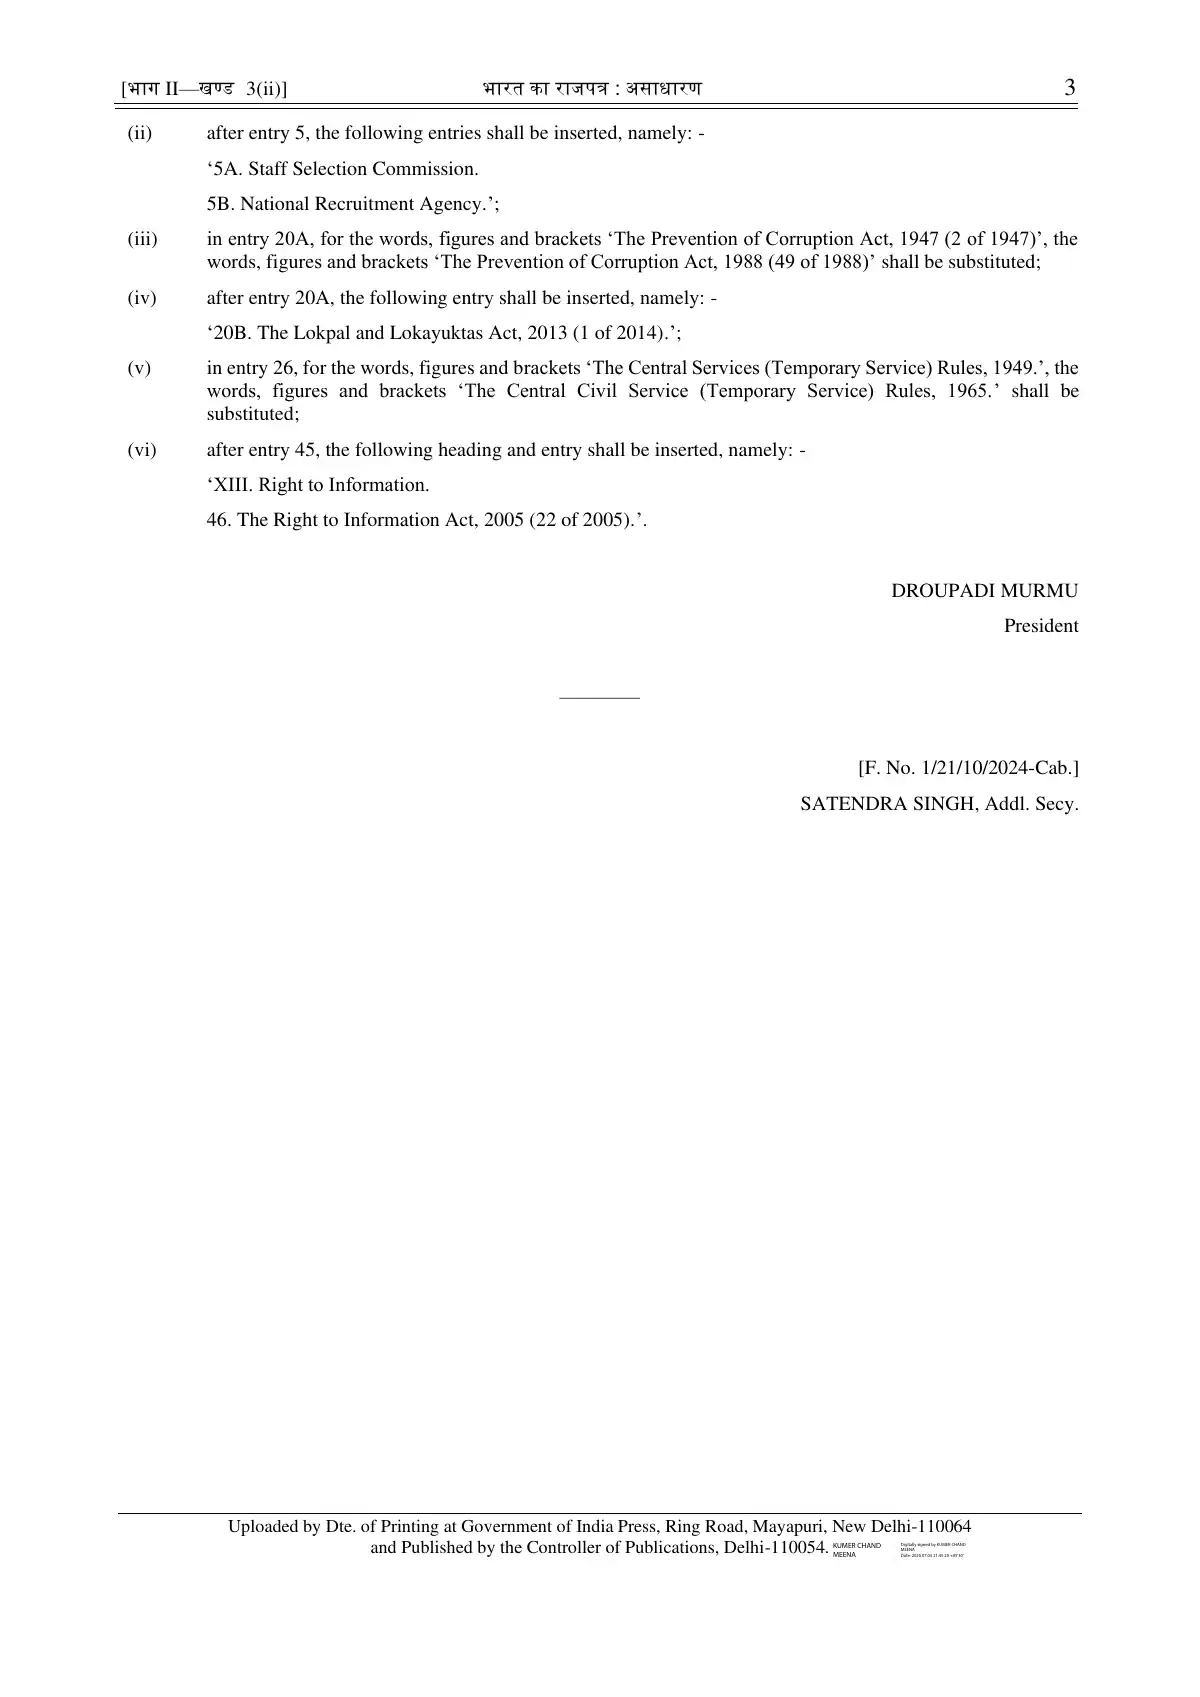 [भाग II—खण्ड 3(ii)] भारत का राजपत्र : असाधारण 3
(ii) after entry 5, the following entries shall be inserted, namely: -
‘5A. Staff Selection Commission.
5B. National Recruitment Agency.’;
(iii) in entry 20A, for the words, figures and brackets ‘The Prevention of Corruption Act, 1947 (2 of 1947)’, the
words, figures and brackets ‘The Prevention of Corruption Act, 1988 (49 of 1988)’ shall be substituted;
(iv) after entry 20A, the following entry shall be inserted, namely: -
‘20B. The Lokpal and Lokayuktas Act, 2013 (1 of 2014).’;
(v) in entry 26, for the words, figures and brackets ‘The Central Services (Temporary Service) Rules, 1949.’, the
words, figures and brackets ‘The Central Civil Service (Temporary Service) Rules, 1965.’ shall be
substituted;
(vi) after entry 45, the following heading and entry shall be inserted, namely: -
‘XIII. Right to Information.
46. The Right to Information Act, 2005 (22 of 2005).’.
DROUPADI MURMU
President
[F. No. 1/21/10/2024-Cab.]
SATENDRA SINGH, Addl. Secy.
Uploaded by Dte. of Printing at Government of India Press, Ring Road, Mayapuri, New Delhi-110064
and Published by the Controller of Publications, Delhi-110054.
KUMER CHAND
MEENA
Digitally signed by KUMER CHAND
MEENA